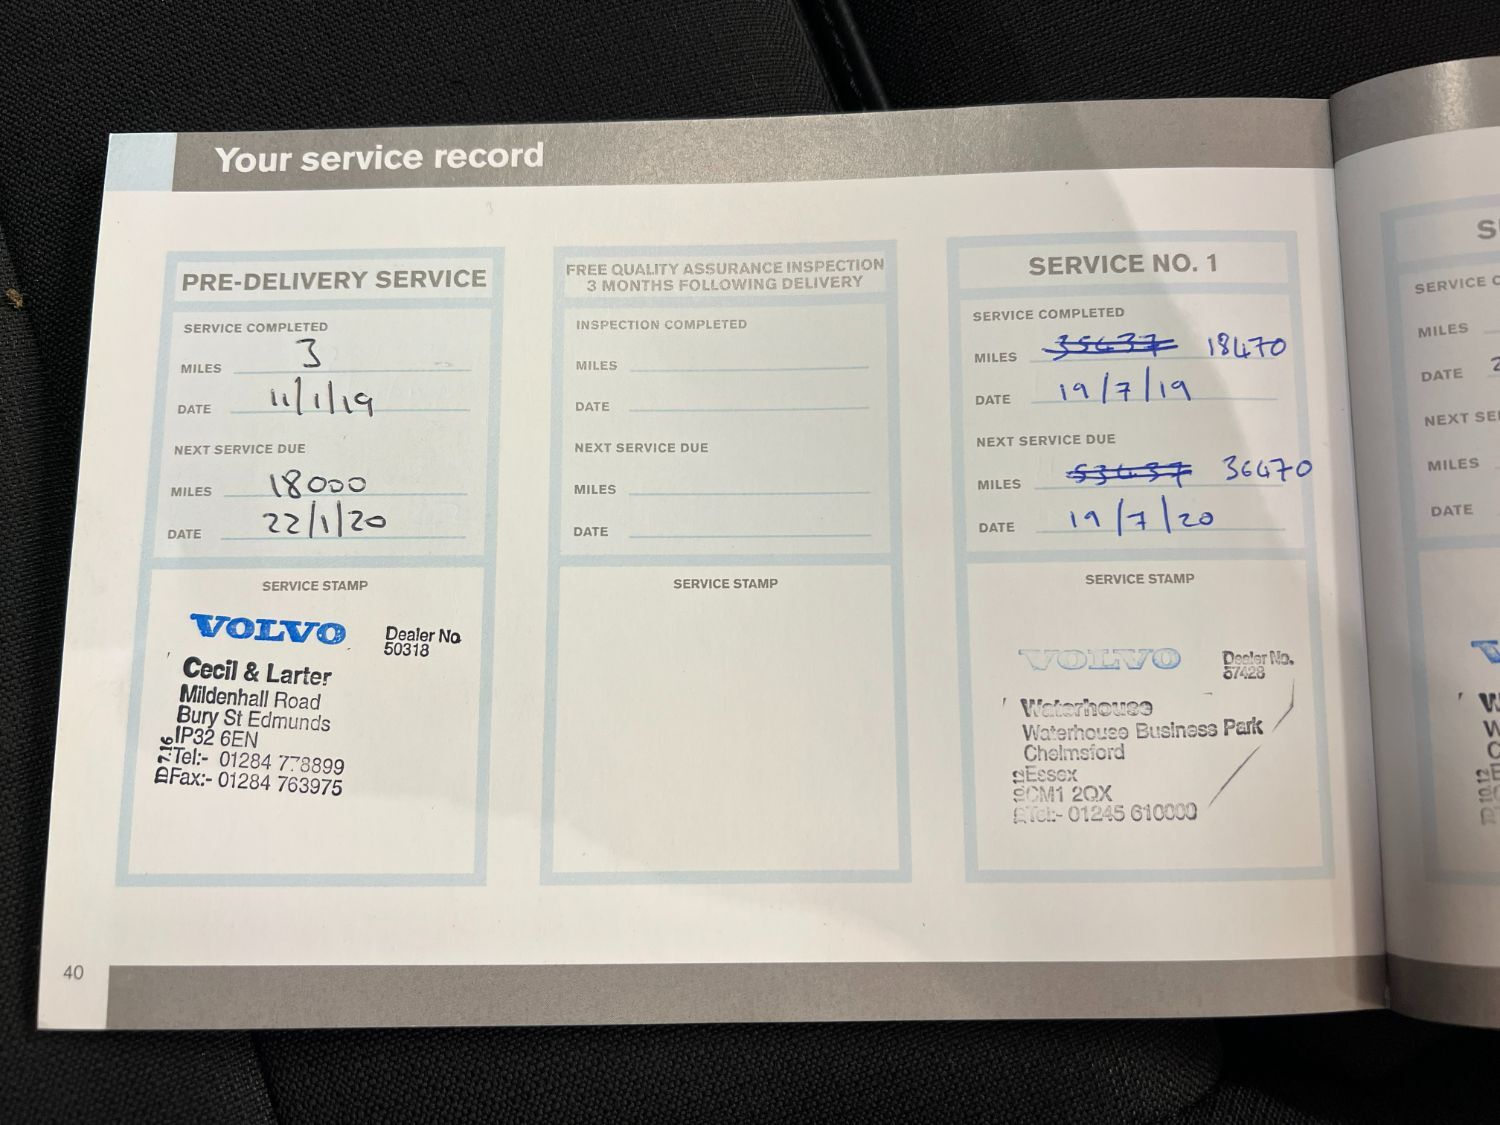 Your service record
PRE-DELIVERY SERVICE
SERVICE COMPLETED
MILES 3
DATE 11/1/19
NEXT SERVICE DUE
MILES 18000
DATE 22/1/20
SERVICE STAMP
VOLVO
Dealer No
50318
Cecil & Larter
Mildenhall Road
Bury St Edmunds
IP32 6EN
Tel:- 01284 778899
Fax:- 01284 763975
FREE QUALITY ASSURANCE INSPECTION
3 MONTHS FOLLOWING DELIVERY
INSPECTION COMPLETED
MILES
DATE
NEXT SERVICE DUE
MILES
DATE
SERVICE STAMP
SERVICE NO. 1
SERVICE COMPLETED
MILES 35437 18470
DATE 19/7/19
NEXT SERVICE DUE
MILES 53437 36470
DATE 19/7/20
SERVICE STAMP
VOLVO
Dealer No.
57428
Waterhouse
Waterhouse Business Park
Chelmsford
Essex
CM1 2QX
Tel:- 01245 610000
SERVICE
MILES
DATE 2
NEXT
MILES
DATE
40